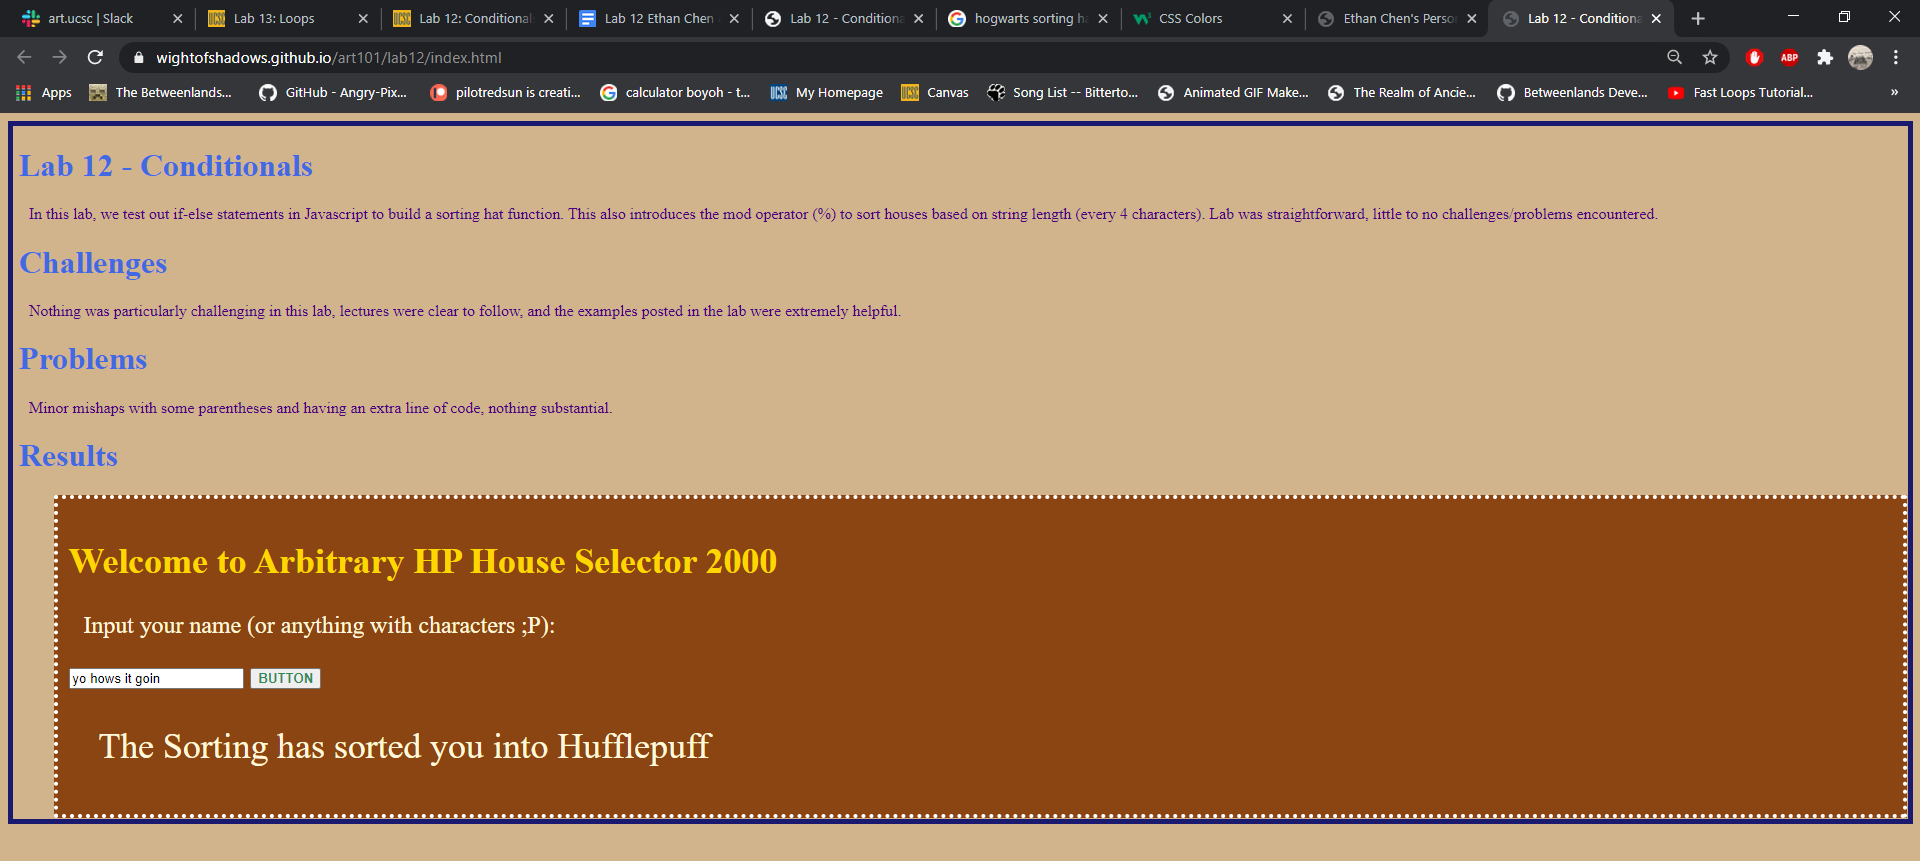 art.ucsc | Slack
Lab 13: Loops
UCSC
Lab 12: Conditional
UCSC
Lab 12 Ethan Chen
Lab 12 - Conditiona
hogwarts sorting ha
CSS Colors
Ethan Chen's Perso
Lab 12 - Conditiona
wightofshadows.github.io/art101/lab12/index.html
ABP
Apps
The Betweenlands...
GitHub - Angry-Pix...
pilotredsun is creati...
calculator boyoh - t...
UCSC
My Homepage
UCSC
Canvas
Song List -- Bitterto...
Animated GIF Make...
The Realm of Ancie...
Betweenlands Deve...
Fast Loops Tutorial...
»
Lab 12 - Conditionals
In this lab, we test out if-else statements in Javascript to build a sorting hat function. This also introduces the mod operator (%) to sort houses based on string length (every 4 characters). Lab was straightforward, little to no challenges/problems encountered.
Challenges
Nothing was particularly challenging in this lab, lectures were clear to follow, and the examples posted in the lab were extremely helpful.
Problems
Minor mishaps with some parentheses and having an extra line of code, nothing substantial.
Results
Welcome to Arbitrary HP House Selector 2000
Input your name (or anything with characters ;P):
yo hows it goin BUTTON
The Sorting has sorted you into Hufflepuff